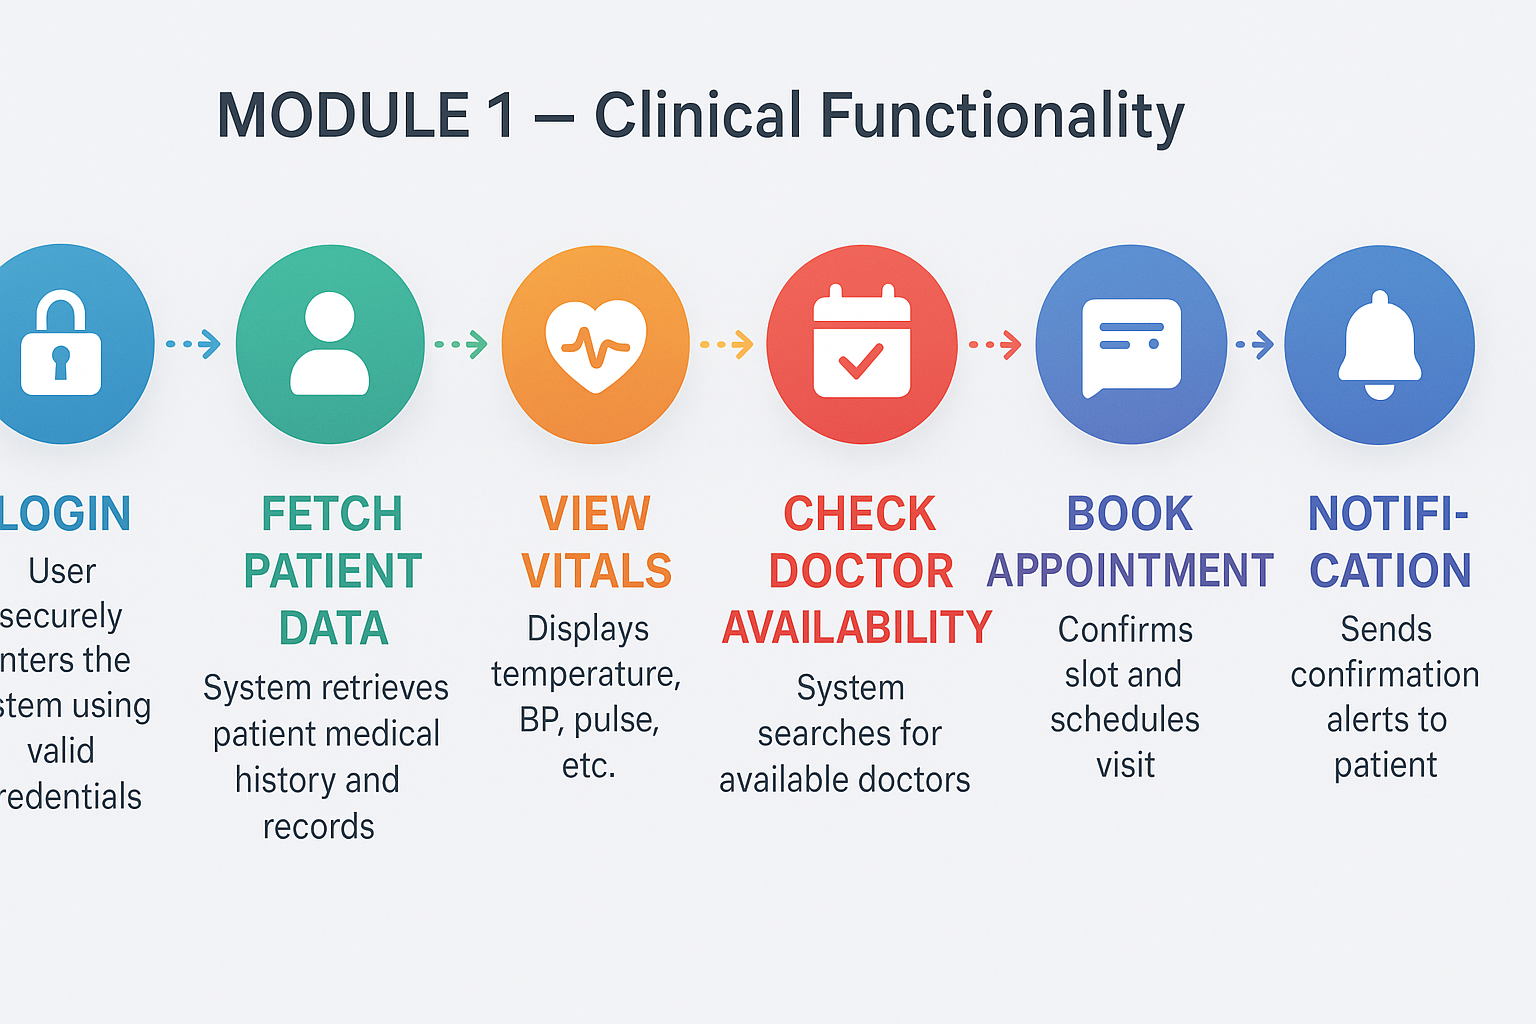 MODULE 1 — Clinical Functionality
LOGIN
User
securely
nters the
stem using
valid
redentials
FETCH
PATIENT
DATA
System retrieves
patient medical
history and
records
VIEW
VITALS
Displays
temperature,
BP, pulse,
etc.
CHECK
DOCTOR
AVAILABILITY
System
searches for
available doctors
BOOK
APPOINTMENT
Confirms
slot and
schedules
visit
NOTIFI-
CATION
Sends
confirmation
alerts to
patient